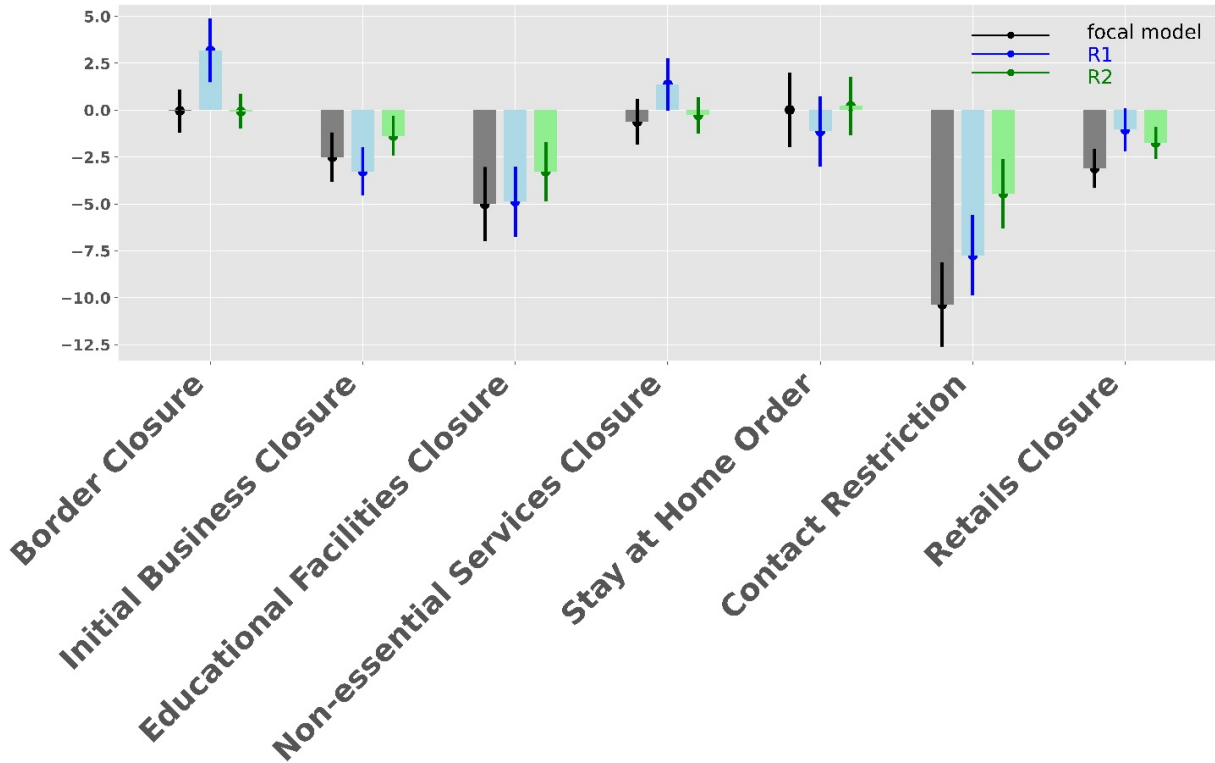 5.0
2.5
0.0
−2.5
−5.0
−7.5
−10.0
−12.5
focal model
R1
R2
Border Closure
Initial Business Closure
Educational Facilities Closure
Non-essential Services Closure
Stay at Home Order
Contact Restriction
Retails Closure